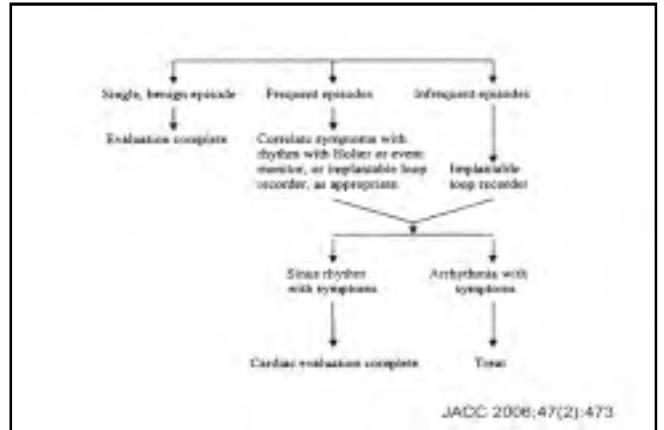 Single, benign episode
Frequent episodes
Infrequent episodes
Evaluation complete
Correlate symptoms with
rhythm with Holter or event
monitor, or implantable loop
recorder, as appropriate
Implantable
loop recorder
Sinus rhythm
with symptoms
Arrhythmia with
symptoms
Cardiac evaluation complete
Treat
JACC 2006;47(2):473